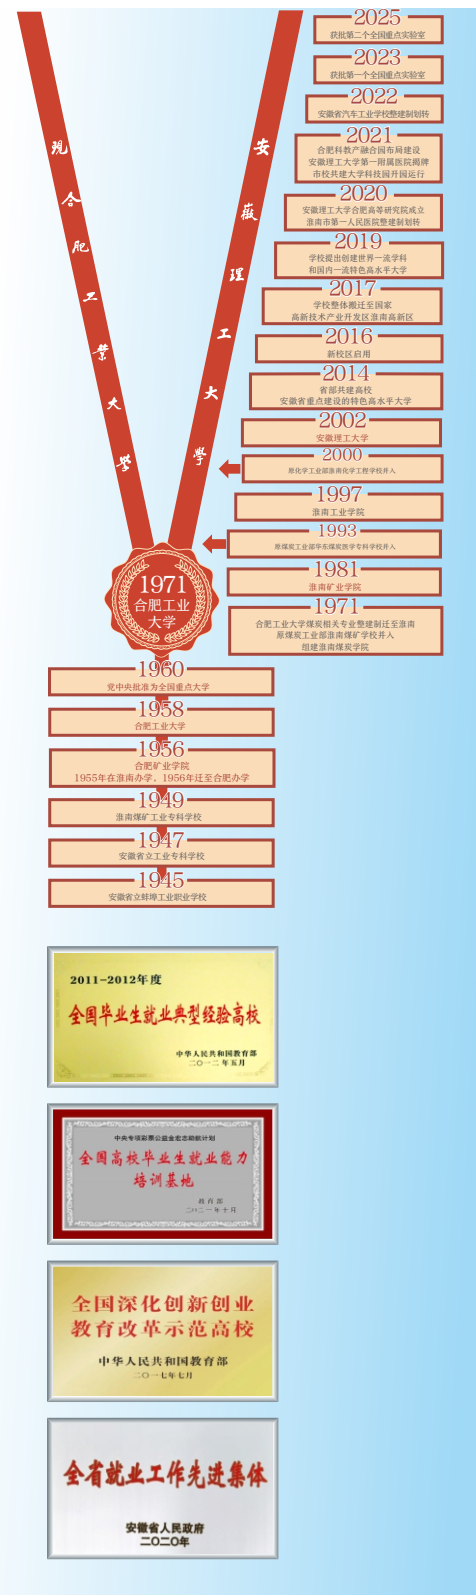 2025
获批第二个全国重点实验室
2023
获批第一个全国重点实验室
2022
安徽省汽车工业学校整建制划转
2021
合肥科教产融合园布局建设
安徽理工大学第一附属医院揭牌
市校共建大学科技园开园运行
2020
安徽理工大学合肥高等研究院成立
淮南市第一人民医院整建制划转
2019
学校提出创建世界一流学科
和国内一流特色高水平大学
2017
学校整体搬迁至国家
高新技术产业开发区淮南高新区
2016
新校区启用
2014
省部共建高校
安徽省重点建设的特色高水平大学
2002
安徽理工大学
2000
原化学工业部淮南化学工程学校并入
1997
淮南工业学院
1993
原煤炭工业部华东煤炭医学专科学校并入
1981
淮南矿业学院
1971
合肥工业大学煤炭相关专业整建制迁至淮南
原煤炭工业部淮南煤矿学校并入
组建淮南煤炭学院
现合肥工业大学
安徽理工大學
1971
合肥工业
大学
1960
党中央批准为全国重点大学
1958
合肥工业大学
1956
合肥矿业学院
1955年在淮南办学，1956年迁至合肥办学
1949
淮南煤矿工业专科学校
1947
安徽省立工业专科学校
1945
安徽省立蚌埠工业职业学校
2011-2012年度
全国毕业生就业典型经验高校
中华人民共和国教育部
二〇一二年五月
中央专项彩票公益金宏志助航计划
全国高校毕业生就业能力
培训基地
教育部
二〇二一年十月
全国深化创新创业
教育改革示范高校
中华人民共和国教育部
二〇一七年七月
全省就业工作先进集体
安徽省人民政府
二〇二〇年